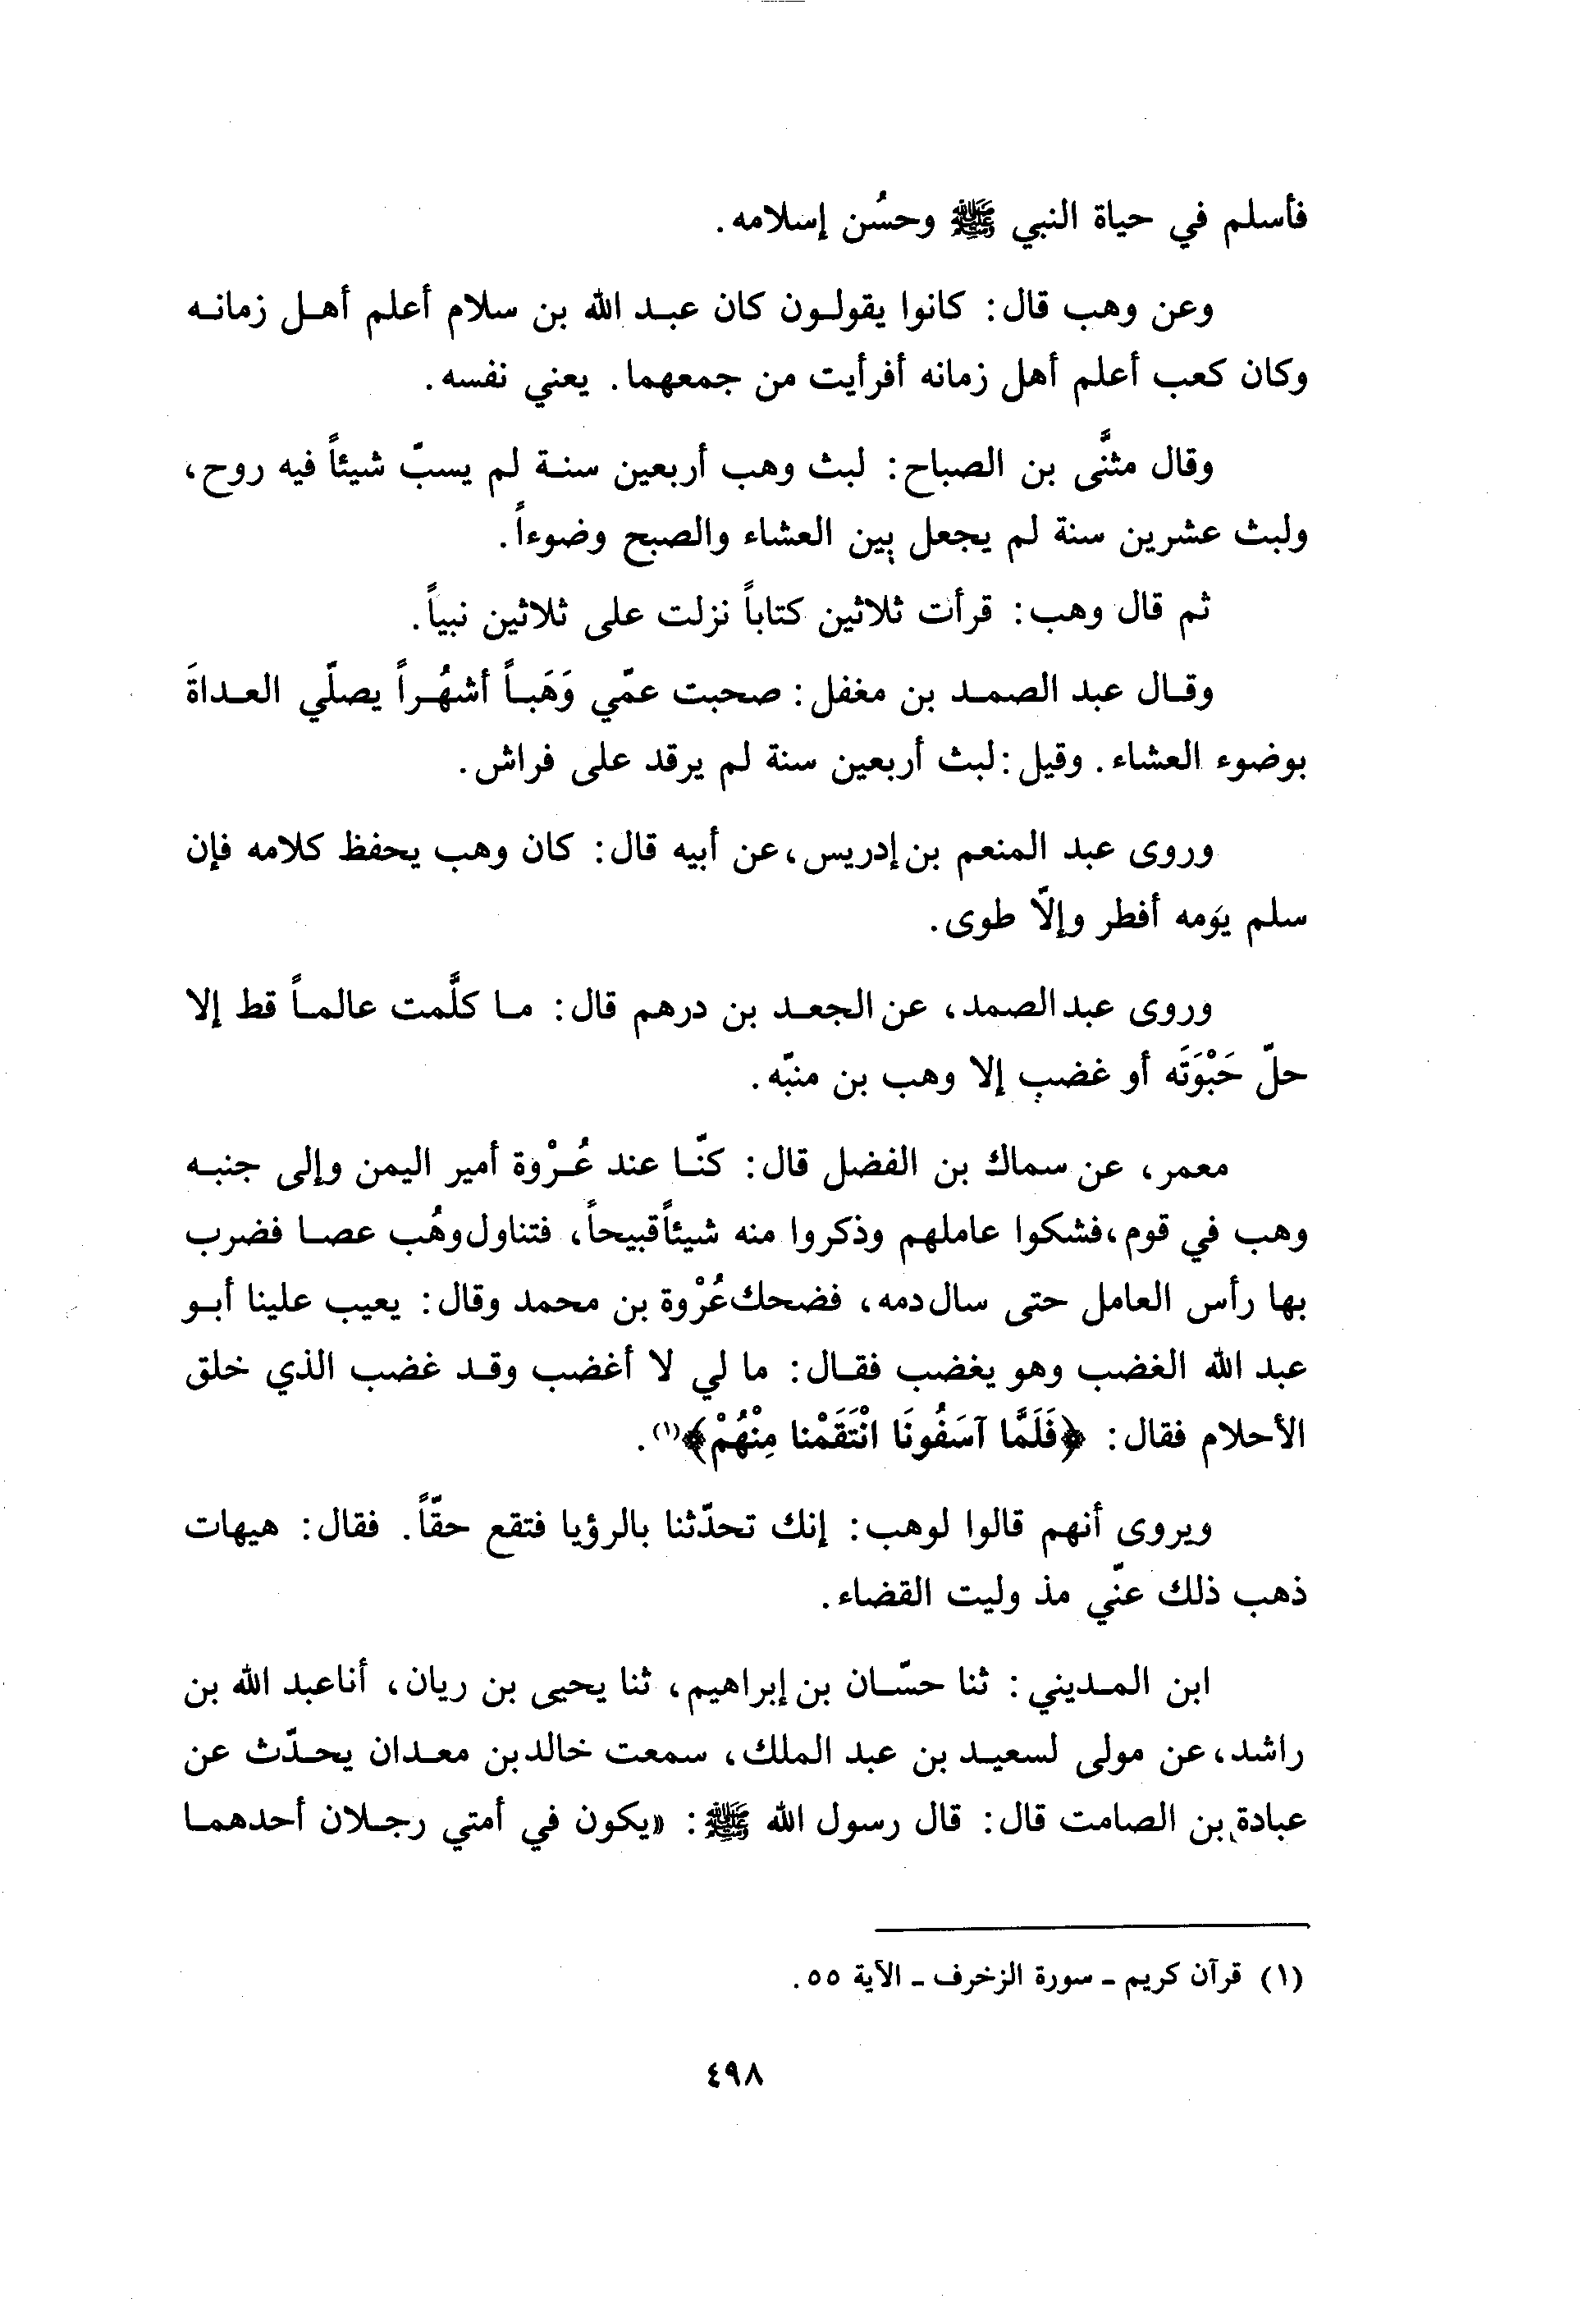 فأسلم في حياة النبي ﷺ وحسُن إسلامه.
وعن وهب قال: كانوا يقولون كان عبد الله بن سلام أعلم أهل زمانه
وكان كعب أعلم أهل زمانه أفرأيت من جمعهما. يعني نفسه.
وقال مثنَّى بن الصباح: لبث وهب أربعين سنة لم يسبّ شيئاً فيه روح،
ولبث عشرين سنة لم يجعل بين العشاء والصبح وضوءاً.
ثم قال وهب: قرأت ثلاثين كتاباً نزلت على ثلاثين نبياً.
وقال عبد الصمد بن مغفل: صحبت عمّي وَهَباً أشهُراً يصلّي العداةَ
بوضوء العشاء. وقيل: لبث أربعين سنة لم يرقد على فراش.
وروى عبد المنعم بن إدريس، عن أبيه قال: كان وهب يحفظ كلامه فإن
سلم يَومه أفطر وإلّا طوى.
وروى عبد الصمد، عن الجعد بن درهم قال: ما كلَّمت عالماً قط إلا
حلّ حَبْوَتَه أو غضب إلا وهب بن منبّه.
معمر، عن سماك بن الفضل قال: كنّا عند عُرْوة أمير اليمن وإلى جنبه
وهب في قوم، فشكوا عاملهم وذكروا منه شيئاً قبيحاً، فتناول وهُب عصا فضرب
بها رأس العامل حتى سال دمه، فضحك عُرْوة بن محمد وقال: يعيب علينا أبو
عبد الله الغضب وهو يغضب فقال: ما لي لا أغضب وقد غضب الذي خلق
الأحلام فقال: ﴿فَلَمَّا آسَفُونَا انْتَقَمْنا مِنْهُمْ﴾(١).
ويروى أنهم قالوا لوهب: إنك تحدّثنا بالرؤيا فتقع حقّاً. فقال: هيهات
ذهب ذلك عنّي مذ وليت القضاء.
ابن المديني: ثنا حسّان بن إبراهيم، ثنا يحيى بن ريان، أنا عبد الله بن
راشد، عن مولى لسعيد بن عبد الملك، سمعت خالد بن معدان يحدّث عن
عبادة بن الصامت قال: قال رسول الله ﷺ: «يكون في أمتي رجلان أحدهما
(١) قرآن كريم - سورة الزخرف - الآية ٥٥.
٤٩٨